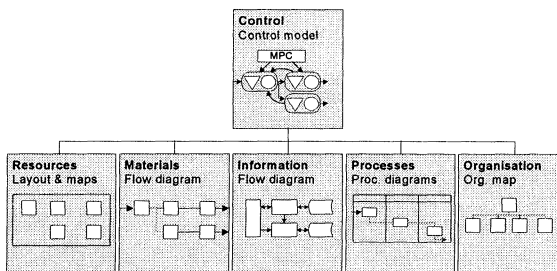 Control
Control model
MPC
Resources
Layout & maps
Materials
Flow diagram
Information
Flow diagram
Processes
Proc. diagrams
Organisation
Org. map